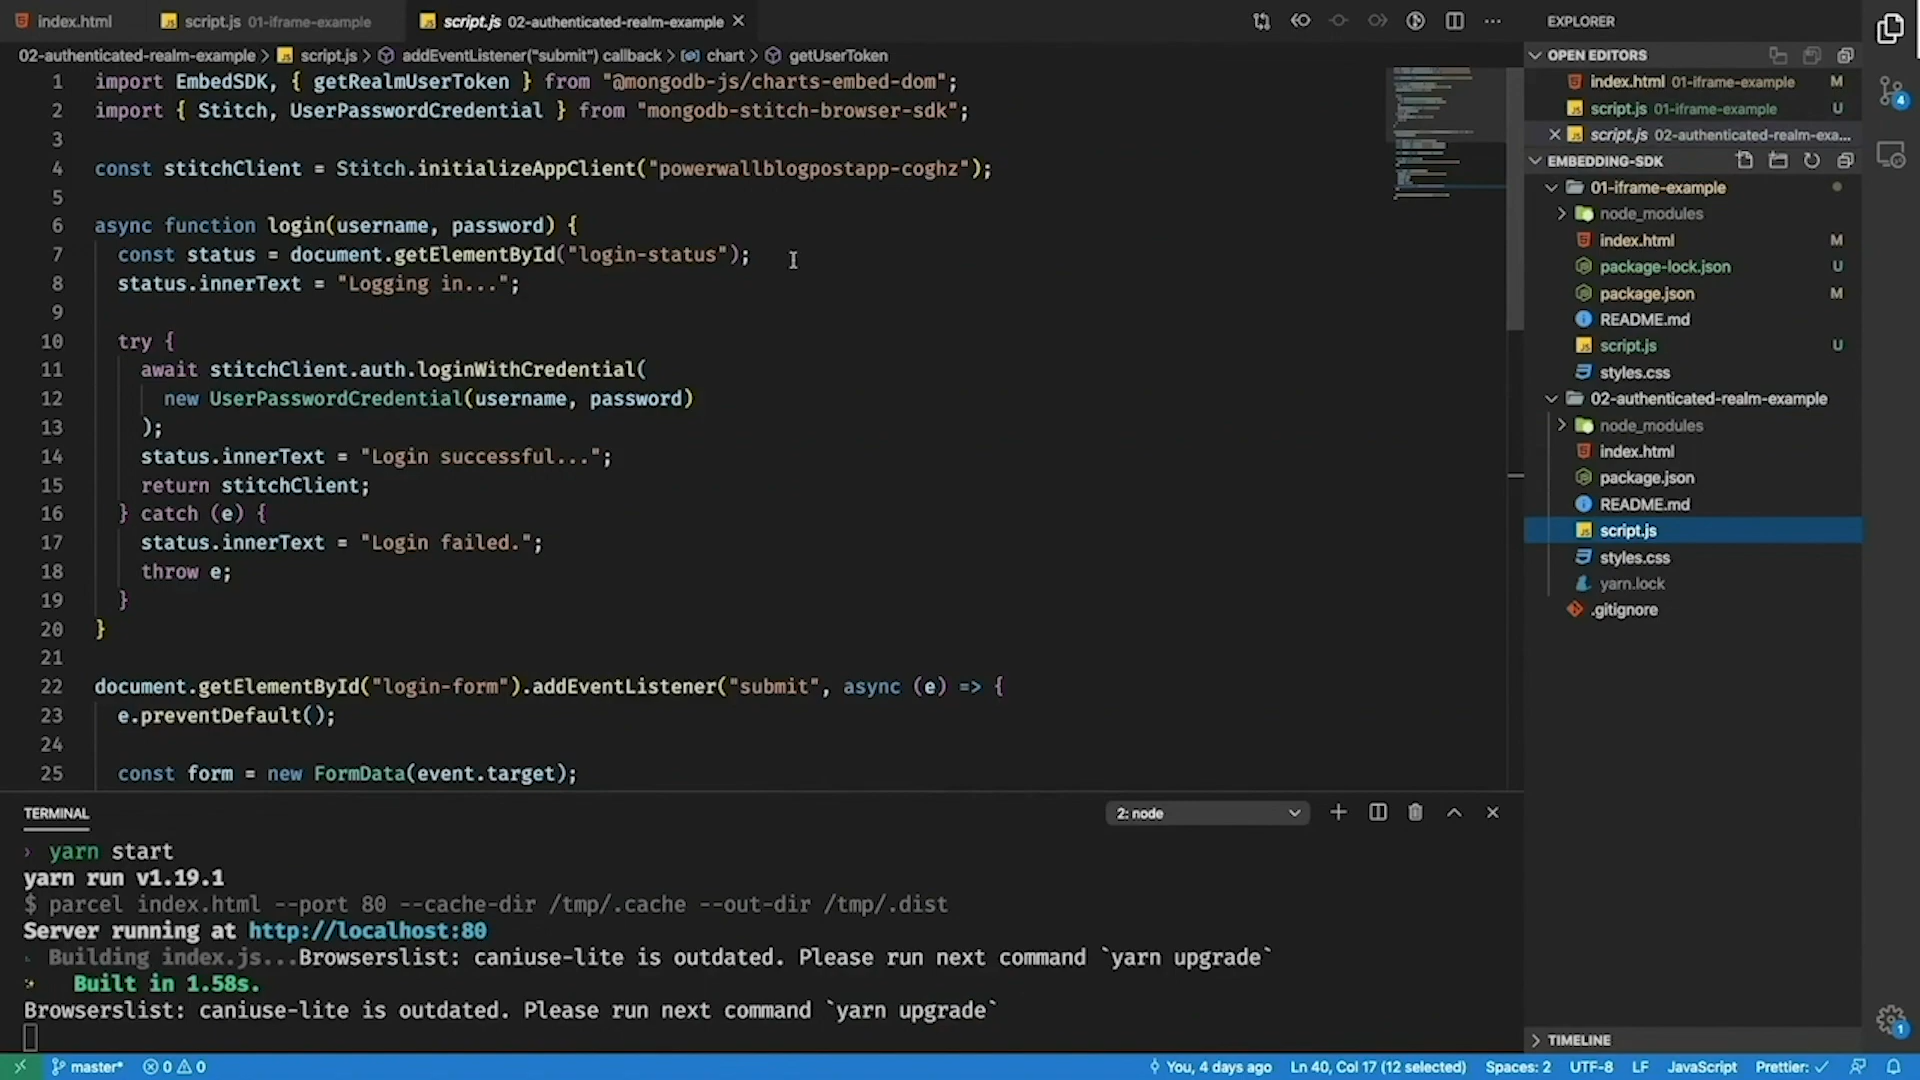 index.html
script.js 01-iframe-example
script.js 02-authenticated-realm-example
EXPLORER
02-authenticated-realm-example > script.js > addEventListener("submit") callback > chart > getUserToken
1 import EmbedSDK, { getRealmUserToken } from "@mongodb-js/charts-embed-dom";
2 import { Stitch, UserPasswordCredential } from "mongodb-stitch-browser-sdk";
3
4 const stitchClient = Stitch.initializeAppClient("powerwallblogpostapp-coghz");
5
6 async function login(username, password) {
7 const status = document.getElementById("login-status");
8 status.innerText = "Logging in...";
9
10 try {
11 await stitchClient.auth.loginWithCredential(
12 new UserPasswordCredential(username, password)
13 );
14 status.innerText = "Login successful...";
15 return stitchClient;
16 } catch (e) {
17 status.innerText = "Login failed.";
18 throw e;
19 }
20 }
21
22 document.getElementById("login-form").addEventListener("submit", async (e) => {
23 e.preventDefault();
24
25 const form = new FormData(event.target);
OPEN EDITORS
index.html 01-iframe-example M
script.js 01-iframe-example U
script.js 02-authenticated-realm-exa...
EMBEDDING-SDK
01-iframe-example
node_modules
index.html M
package-lock.json U
package.json M
README.md
script.js U
styles.css
02-authenticated-realm-example
node_modules
index.html
package.json
README.md
script.js
styles.css
yarn.lock
.gitignore
TIMELINE
4
1
TERMINAL
2: node
› yarn start
yarn run v1.19.1
$ parcel index.html --port 80 --cache-dir /tmp/.cache --out-dir /tmp/.dist
Server running at http://localhost:80
Building index.js...Browserslist: caniuse-lite is outdated. Please run next command `yarn upgrade`
Built in 1.58s.
Browserslist: caniuse-lite is outdated. Please run next command `yarn upgrade`
master* 0 0 You, 4 days ago Ln 40, Col 17 (12 selected) Spaces: 2 UTF-8 LF JavaScript Prettier: ✓